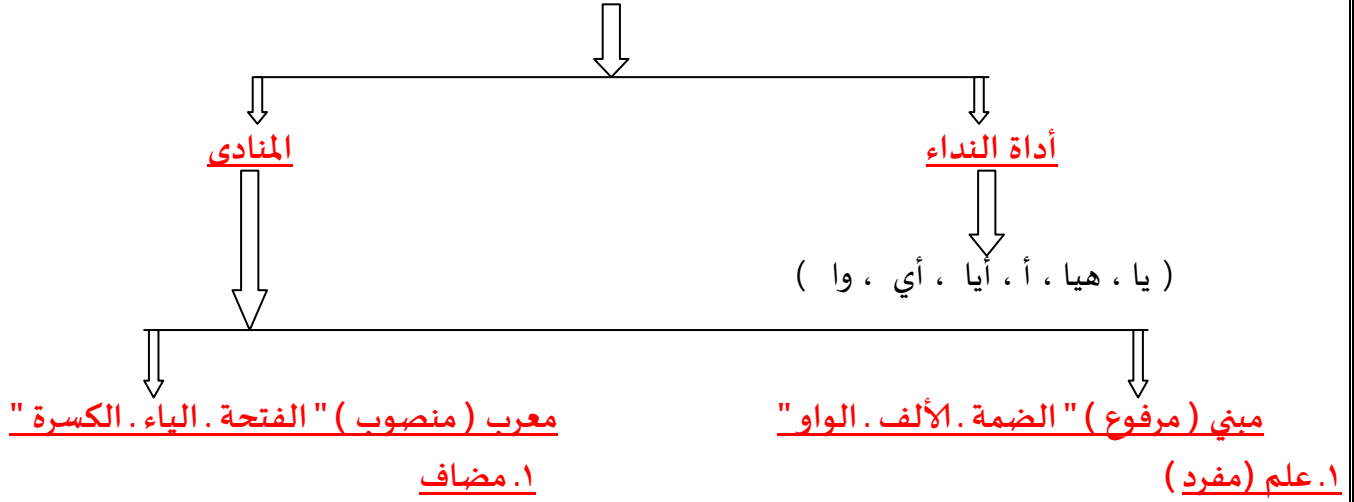 أداة النداء
المنادى
( يا ، هيا ، أ ، أيا ، أي ، وا )
مبني ( مرفوع ) " الضمة . الألف . الواو "
معرب ( منصوب ) " الفتحة . الياء . الكسرة "
١. علم (مفرد )
١. مضاف